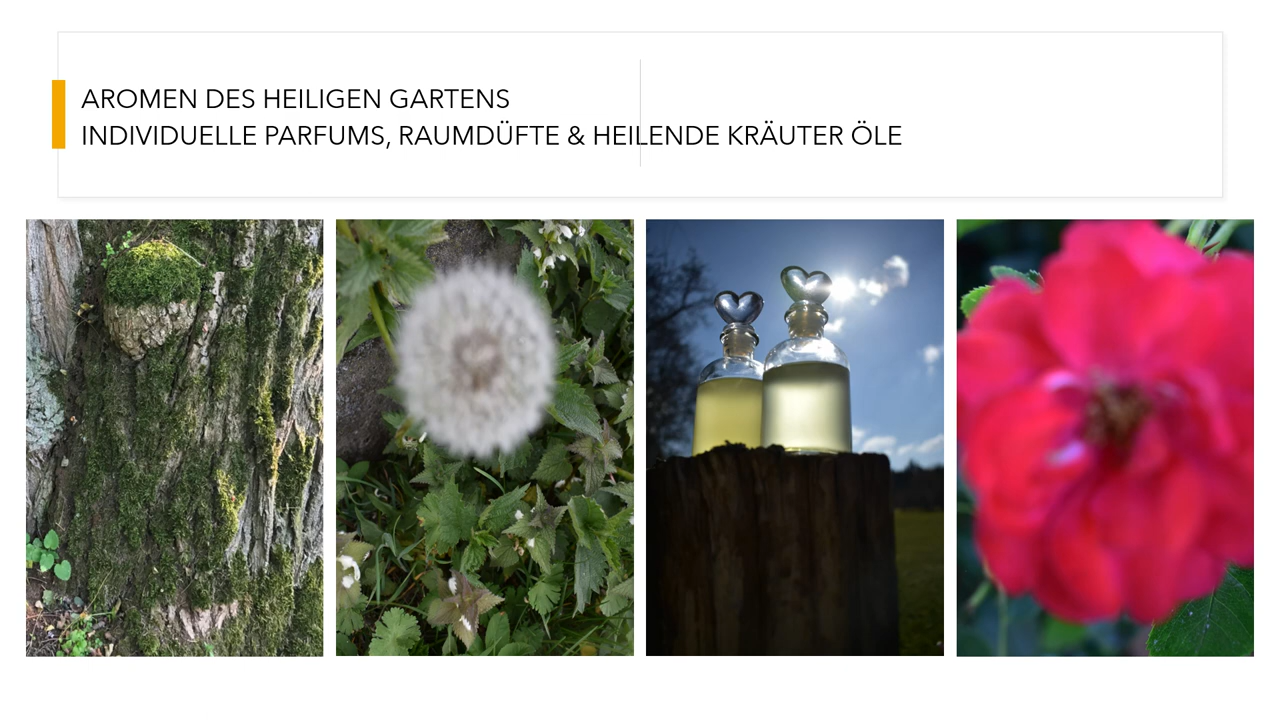 AROMEN DES HEILIGEN GARTENS
INDIVIDUELLE PARFUMS, RAUMDÜFTE & HEILENDE KRÄUTER ÖLE